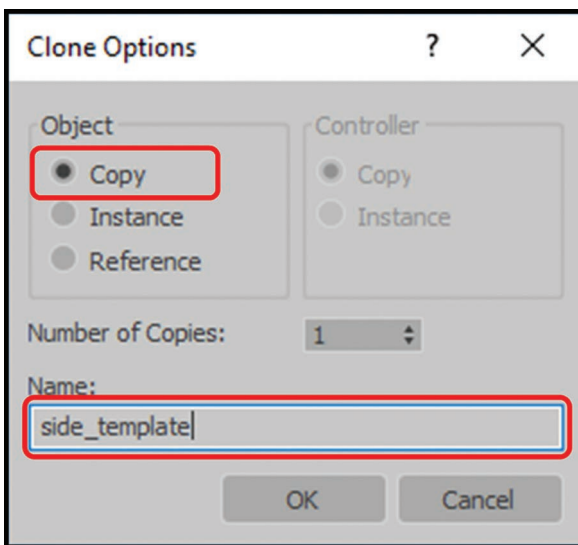 Clone Options ?
Object
Copy
Instance
Reference
Controller
Copy
Instance
Number of Copies: 1
Name:
side_template
OK Cancel